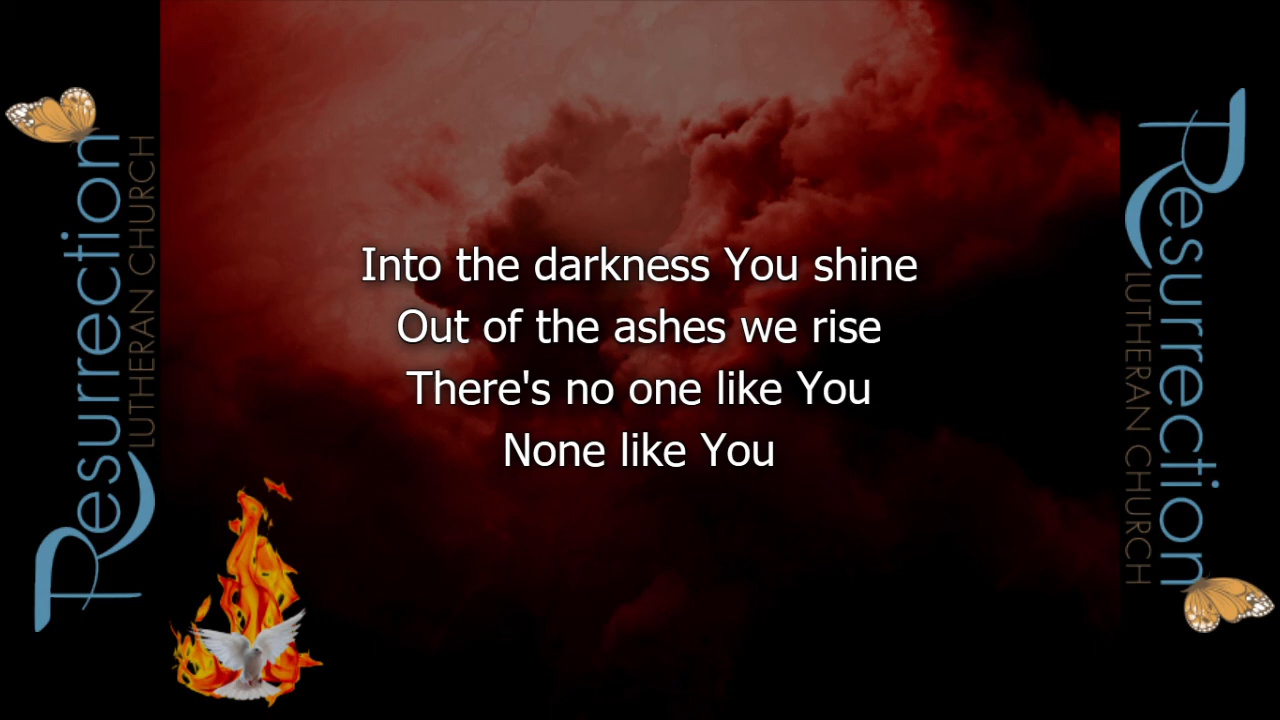 Resurrection
LUTHERAN CHURCH
Into the darkness You shine
Out of the ashes we rise
There's no one like You
None like You
Resurrection
LUTHERAN CHURCH